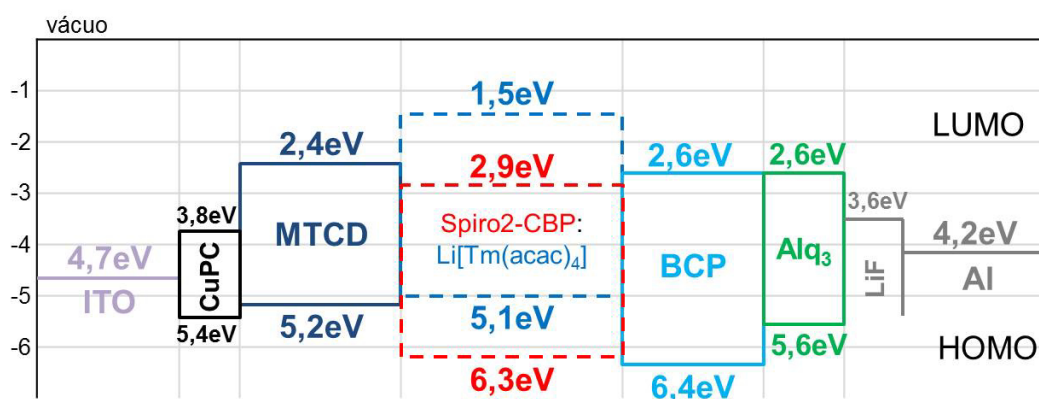 vácuo
-1
-2
-3
-4
-5
-6
4,7eV
ITO
3,8eV
CuPC
5,4eV
2,4eV
MTCD
5,2eV
1,5eV
2,9eV
Spiro2-CBP:
Li[Tm(acac)₄]
5,1eV
6,3eV
2,6eV
BCP
6,4eV
2,6eV
Alq₃
5,6eV
3,6eV
LiF
4,2eV
Al
LUMO
HOMO